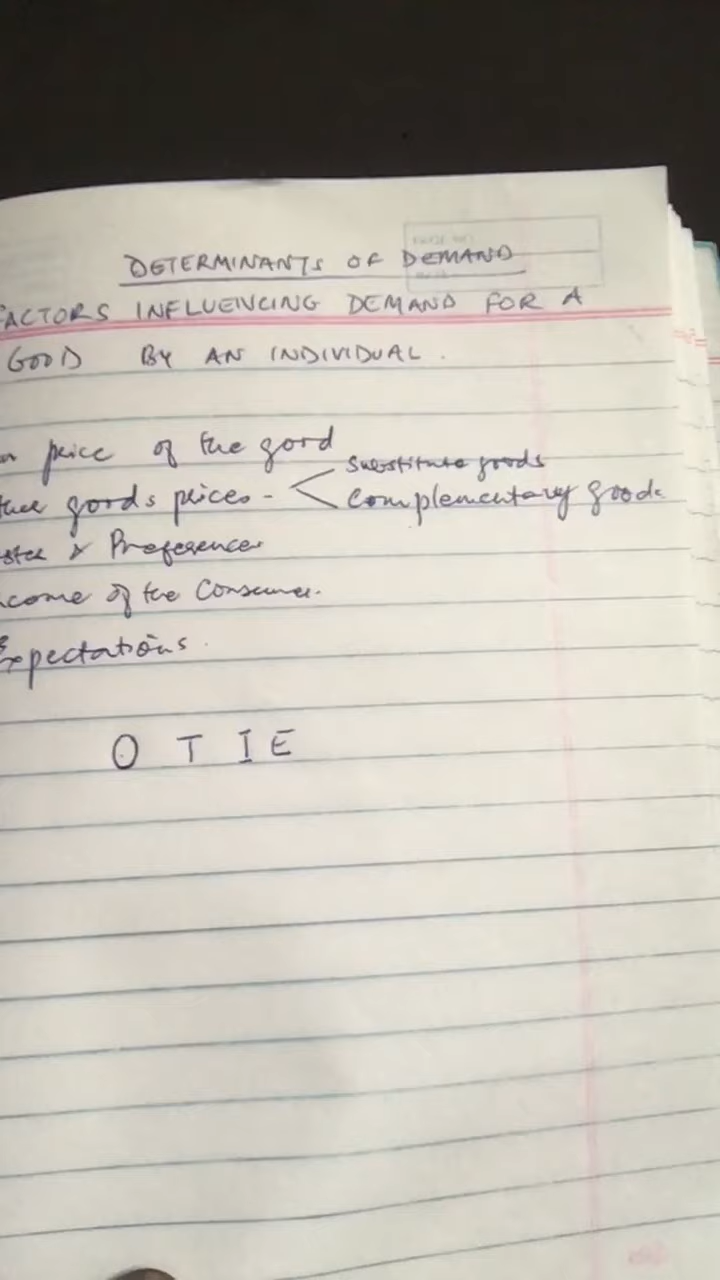 DETERMINANTS OF DEMAND
FACTORS INFLUENCING DEMAND FOR A
GOOD BY AN INDIVIDUAL.
price of the good
goods prices - Substitute goods
Complementary goods
& Preferences
come of the Consumer.
Expectations.
O T I E